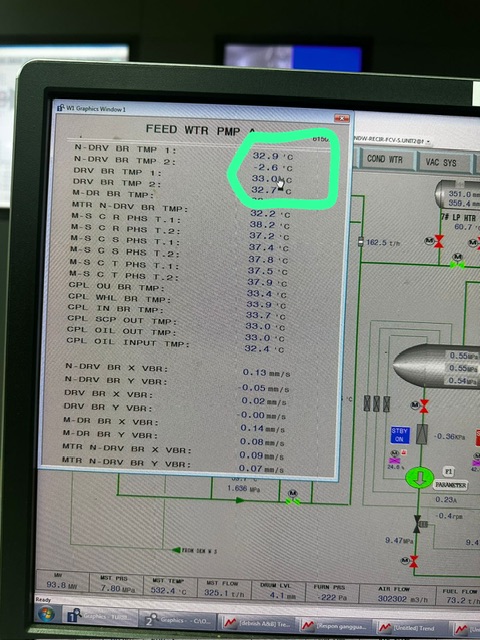 W1 Graphics Window 1
FEED WTR PMP A
N-DRV BR TMP 1: 32.9 °C
N-DRV BR TMP 2: -2.6 °C
DRV BR TMP 1: 33.0 °C
DRV BR TMP 2: 32.7 °C
M-DR BR TMP:
MTR N-DRV BR TMP: 32.2 °C
M-S C R PHS T.1: 38.2 °C
M-S C R PHS T.2: 37.2 °C
M-S C S PHS T.1: 37.4 °C
M-S C S PHS T.2: 37.8 °C
M-S C T PHS T.1: 37.5 °C
M-S C T PHS T.2: 37.9 °C
CPL OU BR TMP: 33.4 °C
CPL WHL BR TMP: 33.9 °C
CPL IN BR TMP: 33.7 °C
CPL SCP OUT TMP: 33.0 °C
CPL OIL OUT TMP: 33.0 °C
CPL OIL INPUT TMP: 32.4 °C
N-DRV BR X VBR: 0.13 mm/s
N-DRV BR Y VBR: -0.05 mm/s
DRV BR X VBR: 0.02 mm/s
DRV BR Y VBR: -0.00 mm/s
M-DR BR X VBR: 0.14 mm/s
M-DR BR Y VBR: 0.08 mm/s
MTR N-DRV BR X VBR: 0.09 mm/s
MTR N-DRV BR Y VBR: 0.07 mm/s
NDW-RECIR-FCV-S.UNIT2@
COND WTR
VAC SYS
351.0 mm
359.4 mm
7# LP HTR
60.7 °C
M
M
162.5 t/h
0.55 MPa
0.55 MPa
0.54 MPa
M
STBY
ON
-0.36 KPa
M
24.8 %
F1
PARAMETER
0.23 A
-0.4 rpm
9.47 MPa
9.4
M
1.636 MPa
M
MW
93.8 MW
MST PRS
7.80 MPa
MST TEMP
532.4 °C
MST FLOW
325.1 t/h
DRUM LVL
4.1 mm
FURN PRS
-222 Pa
AIR FLOW
302302 m3/h
FUEL FLOW
73.2 t/h
Ready
Graphics -
Graphics - - C:\O...
[debnish A&B] Tre...
[Responganggua...
[Untitled] Trend